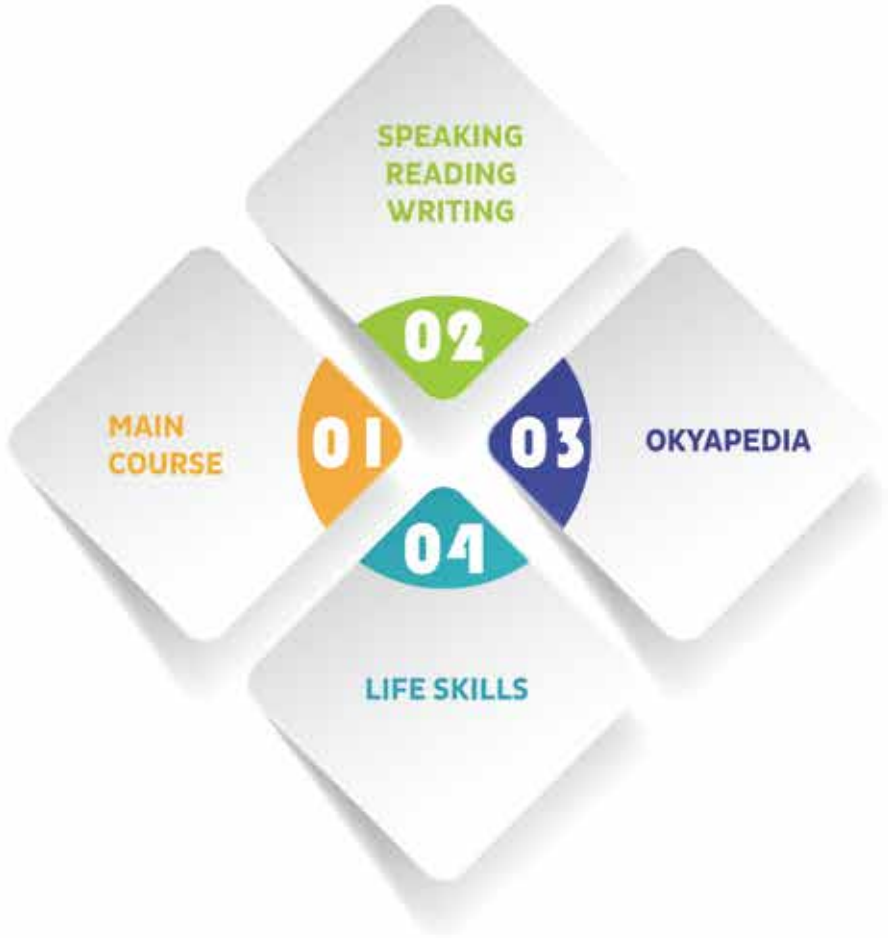 SPEAKING
READING
WRITING
02
MAIN
COURSE
01
03
OKYAPEDIA
04
LIFE SKILLS